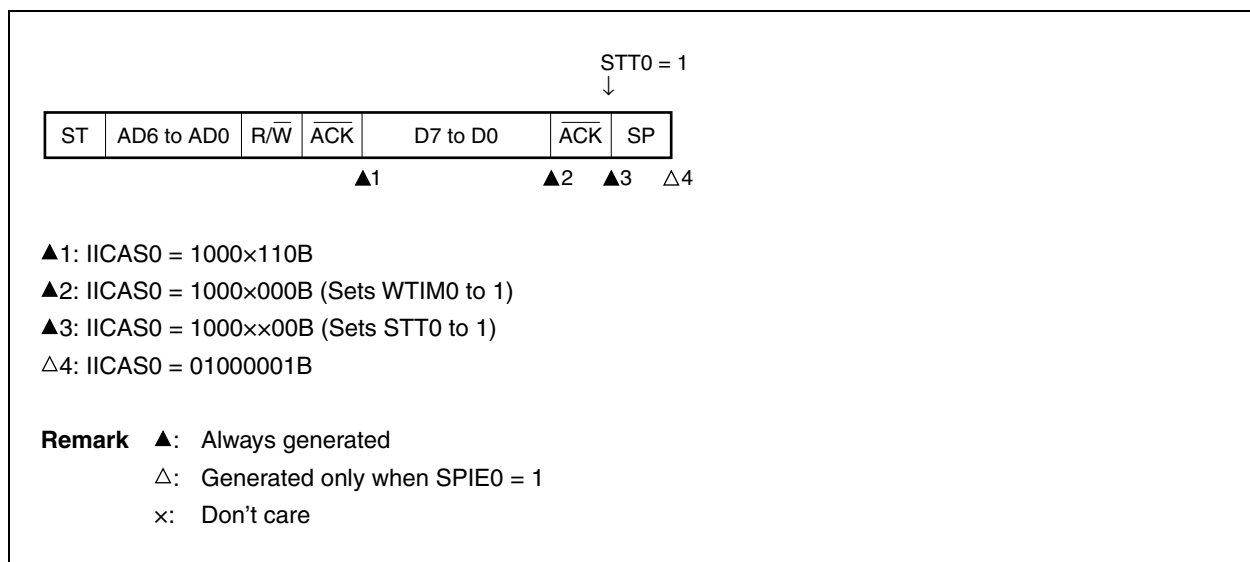 STT0 = 1
↓
ST AD6 to AD0 R/W̅ A̅C̅K̅ D7 to D0 A̅C̅K̅ SP
▲1 ▲2 ▲3 △4
▲1: IICAS0 = 1000×110B
▲2: IICAS0 = 1000×000B (Sets WTIM0 to 1)
▲3: IICAS0 = 1000××00B (Sets STT0 to 1)
△4: IICAS0 = 01000001B
Remark ▲: Always generated
△: Generated only when SPIE0 = 1
×: Don't care